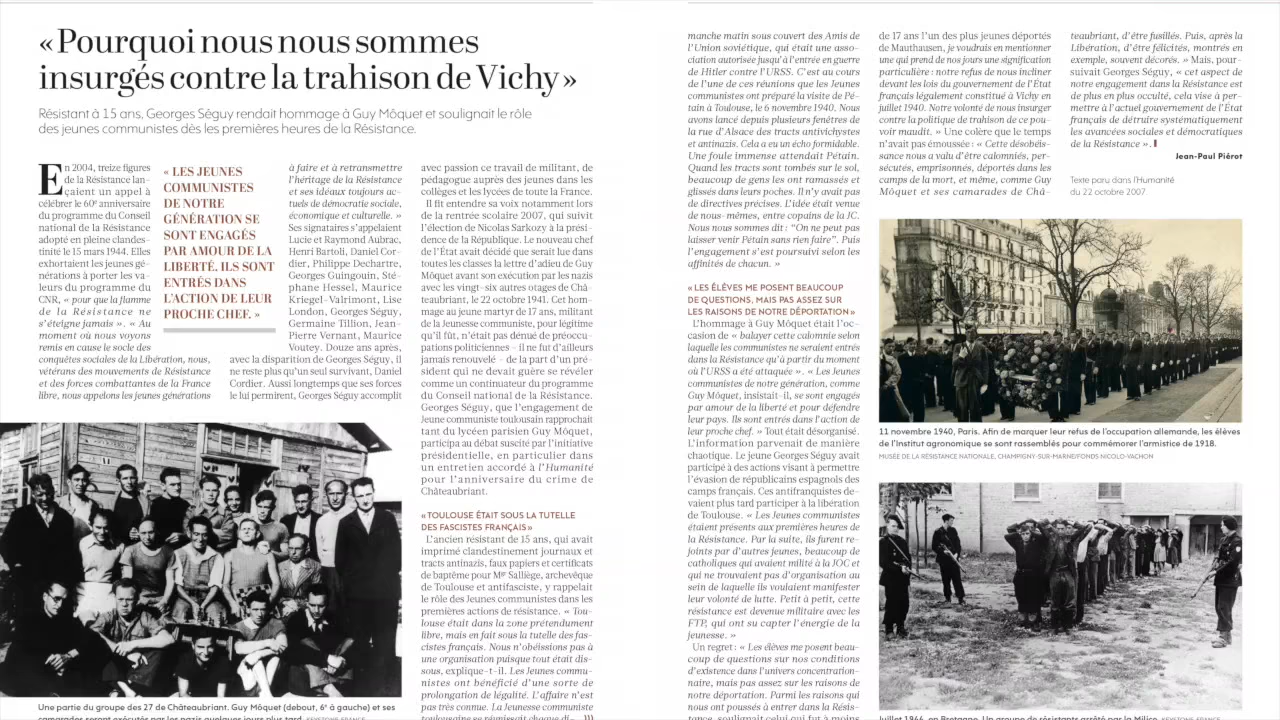 « Pourquoi nous nous sommes
insurgés contre la trahison de Vichy »
Résistant à 15 ans, Georges Séguy rendait hommage à Guy Môquet et soulignait le rôle
des jeunes communistes dès les premières heures de la Résistance.
En 2004, treize figures
de la Résistance lan-
çaient un appel à
célébrer le 60e anniversaire
du programme du Conseil
national de la Résistance
adopté en pleine clandes-
tinité le 15 mars 1944. Elles
exhortaient les jeunes gé-
nérations à porter les va-
leurs du programme du
CNR, « pour que la flamme
de la Résistance ne
s'éteigne jamais ». « Au
moment où nous voyons
remis en cause le socle des
conquêtes sociales de la Libération, nous,
vétérans des mouvements de Résistance
et des forces combattantes de la France
libre, nous appelons les jeunes générations
« LES JEUNES
COMMUNISTES
DE NOTRE
GÉNÉRATION SE
SONT ENGAGÉS
PAR AMOUR DE LA
LIBERTÉ. ILS SONT
ENTRÉS DANS
L'ACTION DE LEUR
PROCHE CHEF. »
à faire et à retransmettre
l'héritage de la Résistance
et ses idéaux toujours ac-
tuels de démocratie sociale,
économique et culturelle. »
Ses signataires s'appelaient
Lucie et Raymond Aubrac,
Henri Bartoli, Daniel Cor-
dier, Philippe Dechartre,
Georges Guingouin, Sté-
phane Hessel, Maurice
Kriegel-Valrimont, Lise
London, Georges Séguy,
Germaine Tillion, Jean-
Pierre Vernant, Maurice
Voutey. Douze ans après,
avec la disparition de Georges Séguy, il
ne reste plus qu'un seul survivant, Daniel
Cordier. Aussi longtemps que ses forces
le lui permirent, Georges Séguy accomplit
avec passion ce travail de militant, de
pédagogue auprès des jeunes dans les
collèges et les lycées de toute la France.
Il fit entendre sa voix notamment lors
de la rentrée scolaire 2007, qui suivit
l'élection de Nicolas Sarkozy à la prési-
dence de la République. Le nouveau chef
de l'État avait décidé que serait lue dans
toutes les classes la lettre d'adieu de Guy
Môquet avant son exécution par les nazis
avec les vingt-six autres otages de Châ-
teaubriant, le 22 octobre 1941. Cet hom-
mage au jeune martyr de 17 ans, militant
de la Jeunesse communiste, pour légitime
qu'il fût, n'était pas dénué de préoccu-
pations politiciennes – il ne fut d'ailleurs
jamais renouvelé – de la part d'un pré-
sident qui ne devait guère se révéler
comme un continuateur du programme
du Conseil national de la Résistance.
Georges Séguy, que l'engagement de
jeune communiste toulousain rapprochait
tant du lycéen parisien Guy Môquet,
participa au débat suscité par l'initiative
présidentielle, en particulier dans
un entretien accordé à l'Humanité
pour l'anniversaire du crime de
Châteaubriant.
« TOULOUSE ÉTAIT SOUS LA TUTELLE
DES FASCISTES FRANÇAIS »
L'ancien résistant de 15 ans, qui avait
imprimé clandestinement journaux et
tracts antinazis, faux papiers et certificats
de baptême pour Mgr Salliège, archevêque
de Toulouse et antifasciste, y rappelait
le rôle des Jeunes communistes dans les
premières actions de résistance. « Tou-
louse était dans la zone prétendument
libre, mais en fait sous la tutelle des fas-
cistes français. Nous n'obéissions pas à
une organisation puisque tout était dis-
sous, explique-t-il. Les Jeunes commu-
nistes ont bénéficié d'une sorte de
prolongation de légalité. L'affaire n'est
pas très connue. La Jeunesse communiste
toulousaine se réunissait chaque di-
manche matin sous couvert des Amis de
l'Union soviétique, qui était une asso-
ciation autorisée jusqu'à l'entrée en guerre
de Hitler contre l'URSS. C'est au cours
de l'une de ces réunions que les Jeunes
communistes ont préparé la visite de Pé-
tain à Toulouse, le 6 novembre 1940. Nous
avons lancé depuis plusieurs fenêtres de
la rue d'Alsace des tracts antivichystes
et antinazis. Cela a eu un écho formidable.
Une foule immense attendait Pétain.
Quand les tracts sont tombés sur le sol,
beaucoup de gens les ont ramassés et
glissés dans leurs poches. Il n'y avait pas
de directives précises. L'idée était venue
de nous-mêmes, entre copains de la JC.
Nous nous sommes dit : “On ne peut pas
laisser venir Pétain sans rien faire”. Puis
l'engagement s'est poursuivi selon les
affinités de chacun. »
« LES ÉLÈVES ME POSENT BEAUCOUP
DE QUESTIONS, MAIS PAS ASSEZ SUR
LES RAISONS DE NOTRE DÉPORTATION »
L'hommage à Guy Môquet était l'oc-
casion de « balayer cette calomnie selon
laquelle les communistes ne seraient entrés
dans la Résistance qu'à partir du moment
où l'URSS a été attaquée ». « Les Jeunes
communistes de notre génération, comme
Guy Môquet, insistait-il, se sont engagés
par amour de la liberté et pour défendre
leur pays. Ils sont entrés dans l'action de
leur proche chef. » Tout était désorganisé.
L'information parvenait de manière
chaotique. Le jeune Georges Séguy avait
participé à des actions visant à permettre
l'évasion de républicains espagnols des
camps français. Ces antifranquistes de-
vaient plus tard participer à la libération
de Toulouse. « Les Jeunes communistes
étaient présents aux premières heures de
la Résistance. Par la suite, ils furent re-
joints par d'autres jeunes, beaucoup de
catholiques qui avaient milité à la JOC et
qui ne trouvaient pas d'organisation au
sein de laquelle ils voulaient manifester
leur volonté de lutte. Petit à petit, cette
résistance est devenue militaire avec les
FTP, qui ont su capter l'énergie de la
jeunesse. »
Un regret : « Les élèves me posent beau-
coup de questions sur nos conditions
d'existence dans l'univers concentration-
naire, mais pas assez sur les raisons de
notre déportation. Parmi les raisons qui
nous ont poussés à entrer dans la Résis-
tance, soulignait celui qui fut à moins
de 17 ans l'un des plus jeunes déportés
de Mauthausen, je voudrais en mentionner
une qui prend de nos jours une signification
particulière : notre refus de nous incliner
devant les lois du gouvernement de l'État
français légalement constitué à Vichy en
juillet 1940. Notre volonté de nous insurger
contre la politique de trahison de ce pou-
voir maudit. » Une colère que le temps
n'avait pas émoussée : « Cette désobéis-
sance nous a valu d'être calomniés, per-
sécutés, emprisonnés, déportés dans les
camps de la mort, et même, comme Guy
Môquet et ses camarades de Châ-
teaubriant, d'être fusillés. Puis, après la
Libération, d'être félicités, montrés en
exemple, souvent décorés. » Mais, pour-
suivait Georges Séguy, « cet aspect de
notre engagement dans la Résistance est
de plus en plus occulté, cela vise à per-
mettre à l'actuel gouvernement de l'État
français de détruire systématiquement
les avancées sociales et démocratiques
de la Résistance ».
Jean-Paul Piérot
Texte paru dans l'Humanité
du 22 octobre 2007
11 novembre 1940, Paris. Afin de marquer leur refus de l'occupation allemande, les élèves
de l'Institut agronomique se sont rassemblés pour commémorer l'armistice de 1918.
MUSÉE DE LA RÉSISTANCE NATIONALE, CHAMPIGNY-SUR-MARNE/FONDS NICOLO-VACHON
Une partie du groupe des 27 de Châteaubriant. Guy Môquet (debout, 6e à gauche) et ses
camarades seront exécutés par les nazis quelques jours plus tard. KEYSTONE-FRANCE
Juillet 1944, en Bretagne. Un groupe de résistants arrêté par la Milice. KEYSTONE-FRANCE